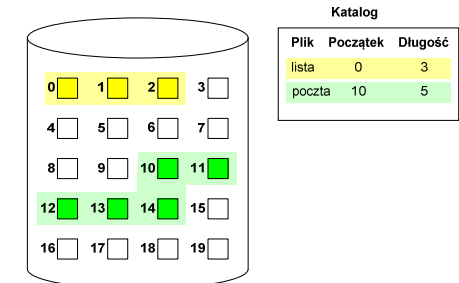 Katalog
Plik Początek Długość
lista 0 3
poczta 10 5
0 1 2 3
4 5 6 7
8 9 10 11
12 13 14 15
16 17 18 19